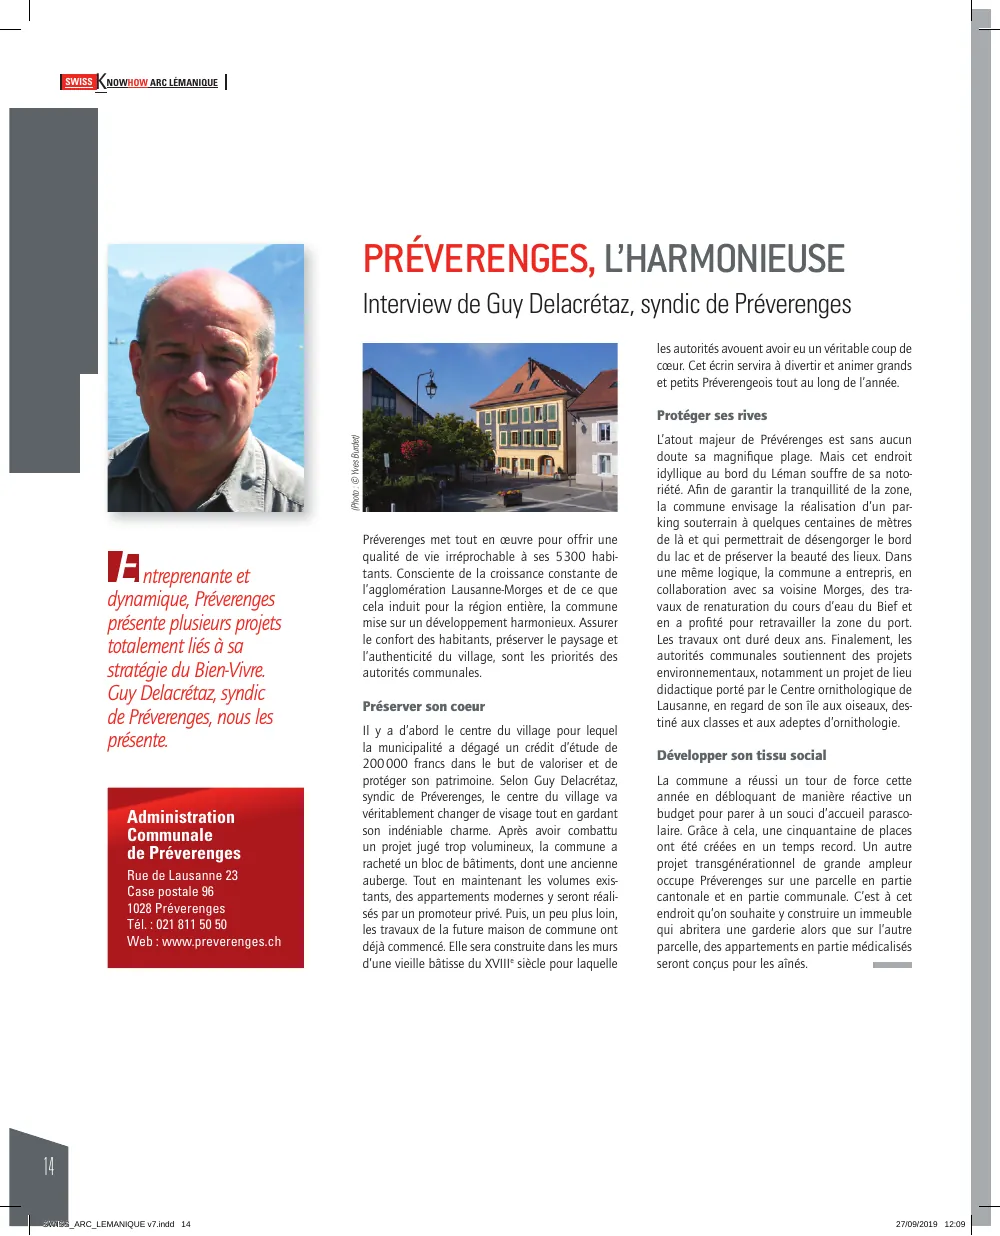 SWISS KNOWHOW ARC LÉMANIQUE
PRÉVERENGES, L’HARMONIEUSE
Interview de Guy Delacrétaz, syndic de Préverenges
(Photo : © Yves Burdet)
Entreprenante et
dynamique, Préverenges
présente plusieurs projets
totalement liés à sa
stratégie du Bien-Vivre.
Guy Delacrétaz, syndic
de Préverenges, nous les
présente.
Administration
Communale
de Préverenges
Rue de Lausanne 23
Case postale 96
1028 Préverenges
Tél. : 021 811 50 50
Web : www.preverenges.ch
Préverenges met tout en œuvre pour offrir une
qualité de vie irréprochable à ses 5 300 habi-
tants. Consciente de la croissance constante de
l’agglomération Lausanne-Morges et de ce que
cela induit pour la région entière, la commune
mise sur un développement harmonieux. Assurer
le confort des habitants, préserver le paysage et
l’authenticité du village, sont les priorités des
autorités communales.
Préserver son coeur
Il y a d’abord le centre du village pour lequel
la municipalité a dégagé un crédit d’étude de
200 000 francs dans le but de valoriser et de
protéger son patrimoine. Selon Guy Delacrétaz,
syndic de Préverenges, le centre du village va
véritablement changer de visage tout en gardant
son indéniable charme. Après avoir combattu
un projet jugé trop volumineux, la commune a
racheté un bloc de bâtiments, dont une ancienne
auberge. Tout en maintenant les volumes exis-
tants, des appartements modernes y seront réali-
sés par un promoteur privé. Puis, un peu plus loin,
les travaux de la future maison de commune ont
déjà commencé. Elle sera construite dans les murs
d’une vieille bâtisse du XVIIIe siècle pour laquelle
les autorités avouent avoir eu un véritable coup de
cœur. Cet écrin servira à divertir et animer grands
et petits Préverengeois tout au long de l’année.
Protéger ses rives
L’atout majeur de Prévérenges est sans aucun
doute sa magnifique plage. Mais cet endroit
idyllique au bord du Léman souffre de sa noto-
riété. Afin de garantir la tranquillité de la zone,
la commune envisage la réalisation d’un par-
king souterrain à quelques centaines de mètres
de là et qui permettrait de désengorger le bord
du lac et de préserver la beauté des lieux. Dans
une même logique, la commune a entrepris, en
collaboration avec sa voisine Morges, des tra-
vaux de renaturation du cours d’eau du Bief et
en a profité pour retravailler la zone du port.
Les travaux ont duré deux ans. Finalement, les
autorités communales soutiennent des projets
environnementaux, notamment un projet de lieu
didactique porté par le Centre ornithologique de
Lausanne, en regard de son île aux oiseaux, des-
tiné aux classes et aux adeptes d’ornithologie.
Développer son tissu social
La commune a réussi un tour de force cette
année en débloquant de manière réactive un
budget pour parer à un souci d’accueil parasco-
laire. Grâce à cela, une cinquantaine de places
ont été créées en un temps record. Un autre
projet transgénérationnel de grande ampleur
occupe Préverenges sur une parcelle en partie
cantonale et en partie communale. C’est à cet
endroit qu’on souhaite y construire un immeuble
qui abritera une garderie alors que sur l’autre
parcelle, des appartements en partie médicalisés
seront conçus pour les aînés.
14
SWISS_ARC_LEMANIQUE v7.indd 14
27/09/2019 12:09